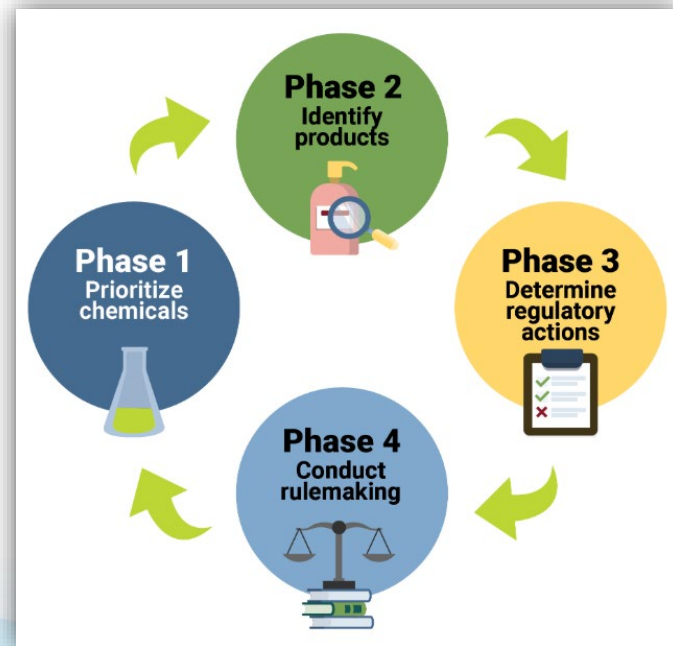 Phase 1
Prioritize
chemicals
Phase 2
Identify
products
Phase 3
Determine
regulatory
actions
Phase 4
Conduct
rulemaking